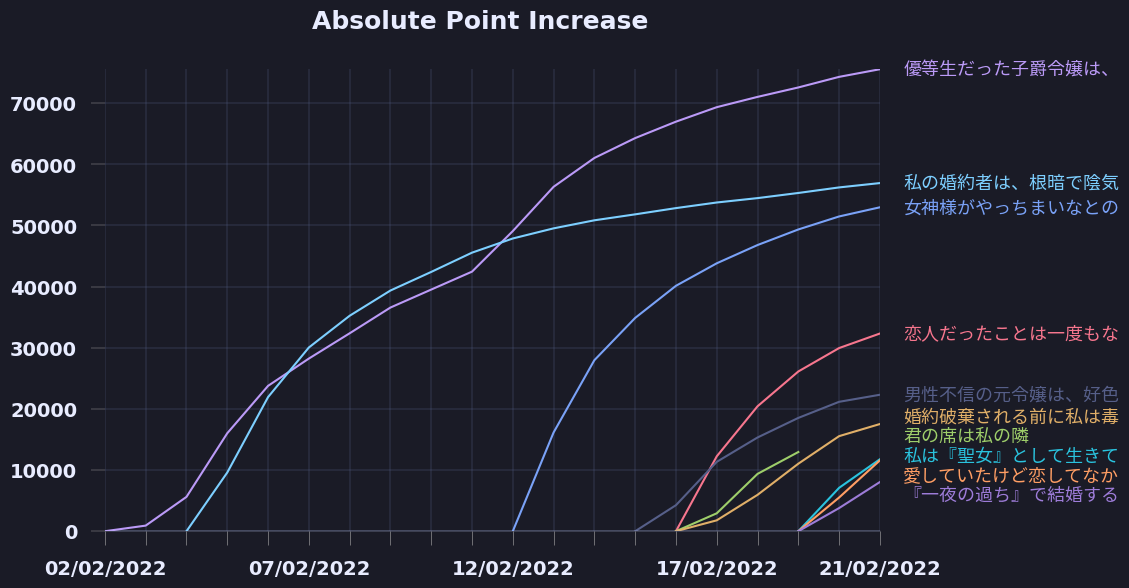 Absolute Point Increase
優等生だった子爵令嬢は、
70000
60000
私の婚約者は、根暗で陰気
女神様がやっちまいなとの
50000
40000
恋人だったことは一度もな
30000
男性不信の元令嬢は、好色
20000
婚約破棄される前に私は毒
君の席は私の隣
私は『聖女』として生きて
10000
愛していたけど恋してなか
『一夜の過ち』で結婚する
0
02/02/2022 07/02/2022 12/02/2022 17/02/2022 21/02/2022